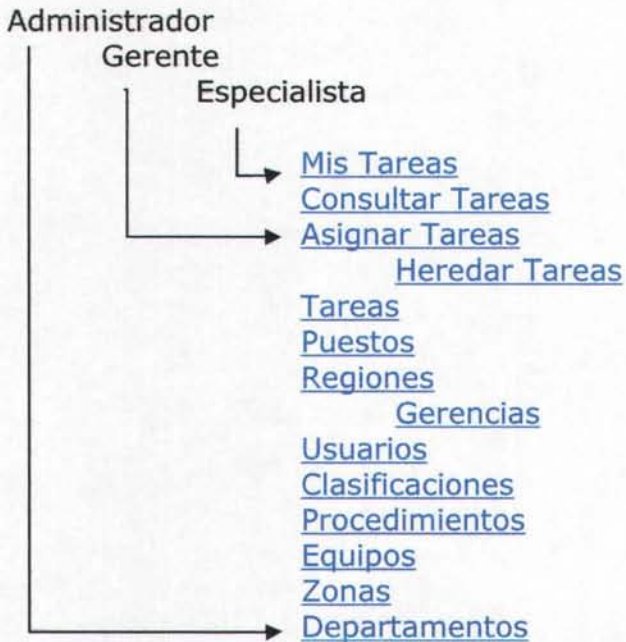 Administrador
Gerente
Especialista
Mis Tareas
Consultar Tareas
Asignar Tareas
Heredar Tareas
Tareas
Puestos
Regiones
Gerencias
Usuarios
Clasificaciones
Procedimientos
Equipos
Zonas
Departamentos